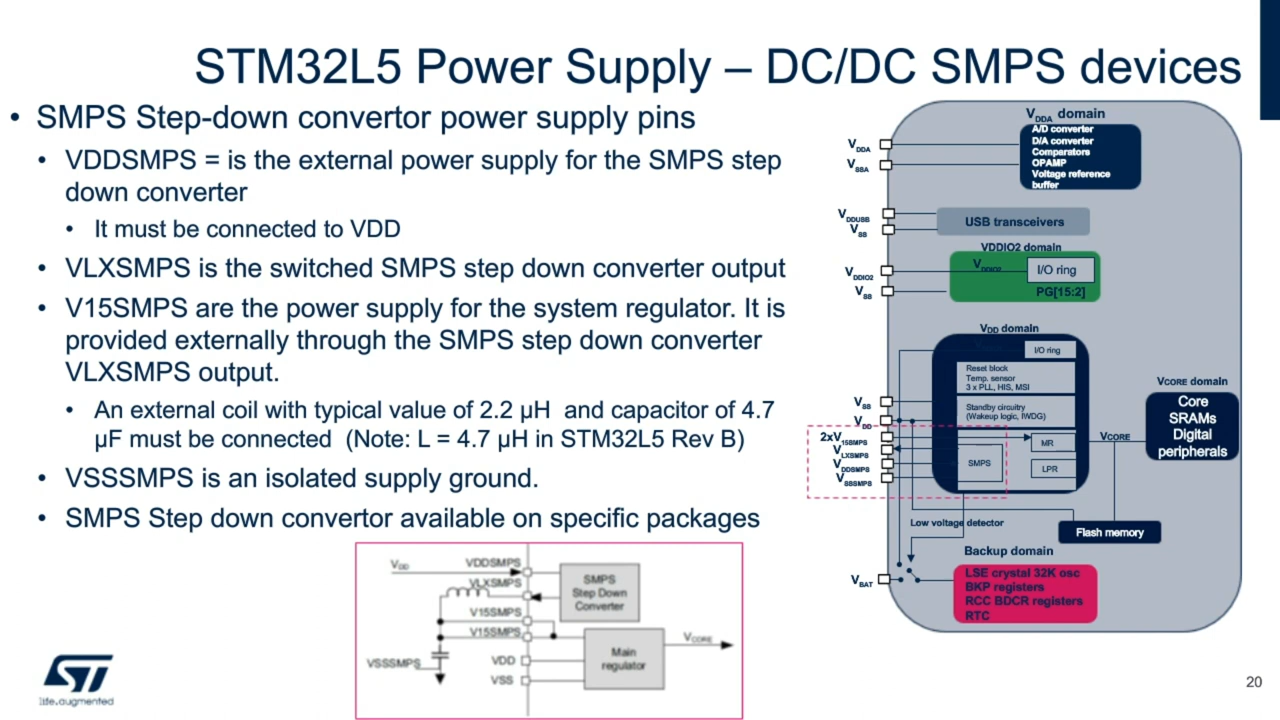 STM32L5 Power Supply – DC/DC SMPS devices
• SMPS Step-down convertor power supply pins
• VDDSMPS = is the external power supply for the SMPS step
down converter
• It must be connected to VDD
• VLXSMPS is the switched SMPS step down converter output
• V15SMPS are the power supply for the system regulator. It is
provided externally through the SMPS step down converter
VLXSMPS output.
• An external coil with typical value of 2.2 µH and capacitor of 4.7
µF must be connected (Note: L = 4.7 µH in STM32L5 Rev B)
• VSSSMPS is an isolated supply ground.
• SMPS Step down convertor available on specific packages
VDD
VDDSMPS
VLXSMPS
V15SMPS
V15SMPS
VSSSMPS
VDD
VSS
SMPS
Step Down
Converter
Main
regulator
VCORE
VDDA domain
A/D converter
D/A converter
Comparators
OPAMP
Voltage reference
buffer
VDDA
VSSA
VDDUSB
VSS
USB transceivers
VDDIO2 domain
VDDIO2
VDDIO2
I/O ring
VSS
PG[15:2]
VDD domain
I/O ring
Reset block
Temp. sensor
3 x PLL, HIS, MSI
Standby circuitry
(Wakeup logic, IWDG)
VSS
VDD
2xV15SMPS
VLXSMPS
VDDSMPS
VSSSMPS
SMPS
MR
LPR
VCORE
VCORE domain
Core
SRAMs
Digital
peripherals
Low voltage detector
Flash memory
Backup domain
VBAT
LSE crystal 32K osc
BKP registers
RCC BDCR registers
RTC
ST
life.augmented
20